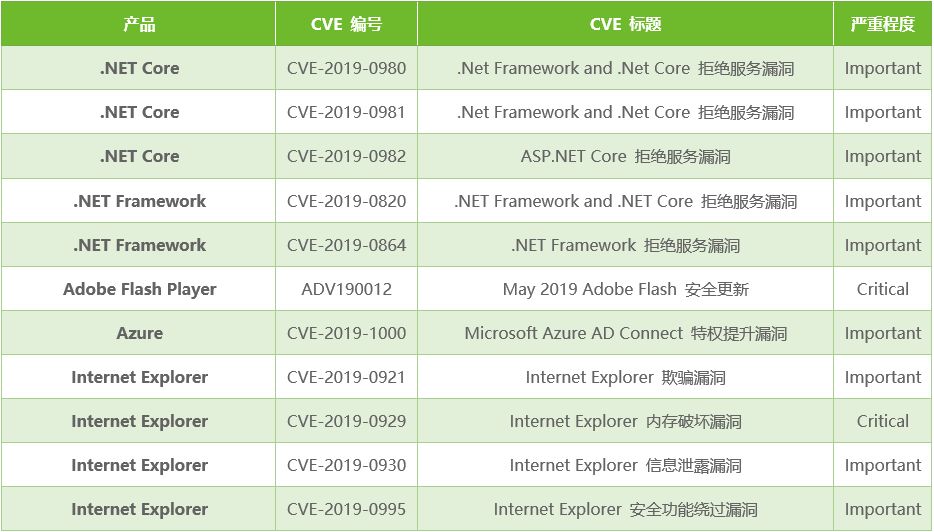 产品 CVE 编号 CVE 标题 严重程度
.NET Core CVE-2019-0980 .Net Framework and .Net Core 拒绝服务漏洞 Important
.NET Core CVE-2019-0981 .Net Framework and .Net Core 拒绝服务漏洞 Important
.NET Core CVE-2019-0982 ASP.NET Core 拒绝服务漏洞 Important
.NET Framework CVE-2019-0820 .NET Framework and .NET Core 拒绝服务漏洞 Important
.NET Framework CVE-2019-0864 .NET Framework 拒绝服务漏洞 Important
Adobe Flash Player ADV190012 May 2019 Adobe Flash 安全更新 Critical
Azure CVE-2019-1000 Microsoft Azure AD Connect 特权提升漏洞 Important
Internet Explorer CVE-2019-0921 Internet Explorer 欺骗漏洞 Important
Internet Explorer CVE-2019-0929 Internet Explorer 内存破坏漏洞 Critical
Internet Explorer CVE-2019-0930 Internet Explorer 信息泄露漏洞 Important
Internet Explorer CVE-2019-0995 Internet Explorer 安全功能绕过漏洞 Important